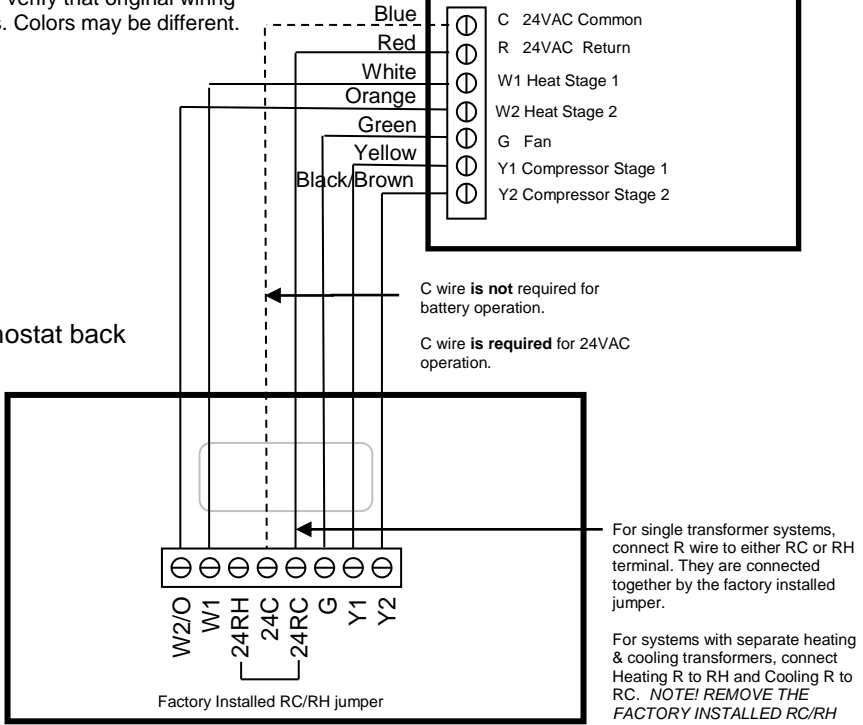 verify that original wiring
s. Colors may be different.
Blue
Red
White
Orange
Green
Yellow
Black/Brown
C 24VAC Common
R 24VAC Return
W1 Heat Stage 1
W2 Heat Stage 2
G Fan
Y1 Compressor Stage 1
Y2 Compressor Stage 2
C wire is not required for
battery operation.
C wire is required for 24VAC
operation.
nostat back
W2/O
W1
24RH
24C
24RC
G
Y1
Y2
Factory Installed RC/RH jumper
For single transformer systems,
connect R wire to either RC or RH
terminal. They are connected
together by the factory installed
jumper.
For systems with separate heating
& cooling transformers, connect
Heating R to RH and Cooling R to
RC. NOTE! REMOVE THE
FACTORY INSTALLED RC/RH